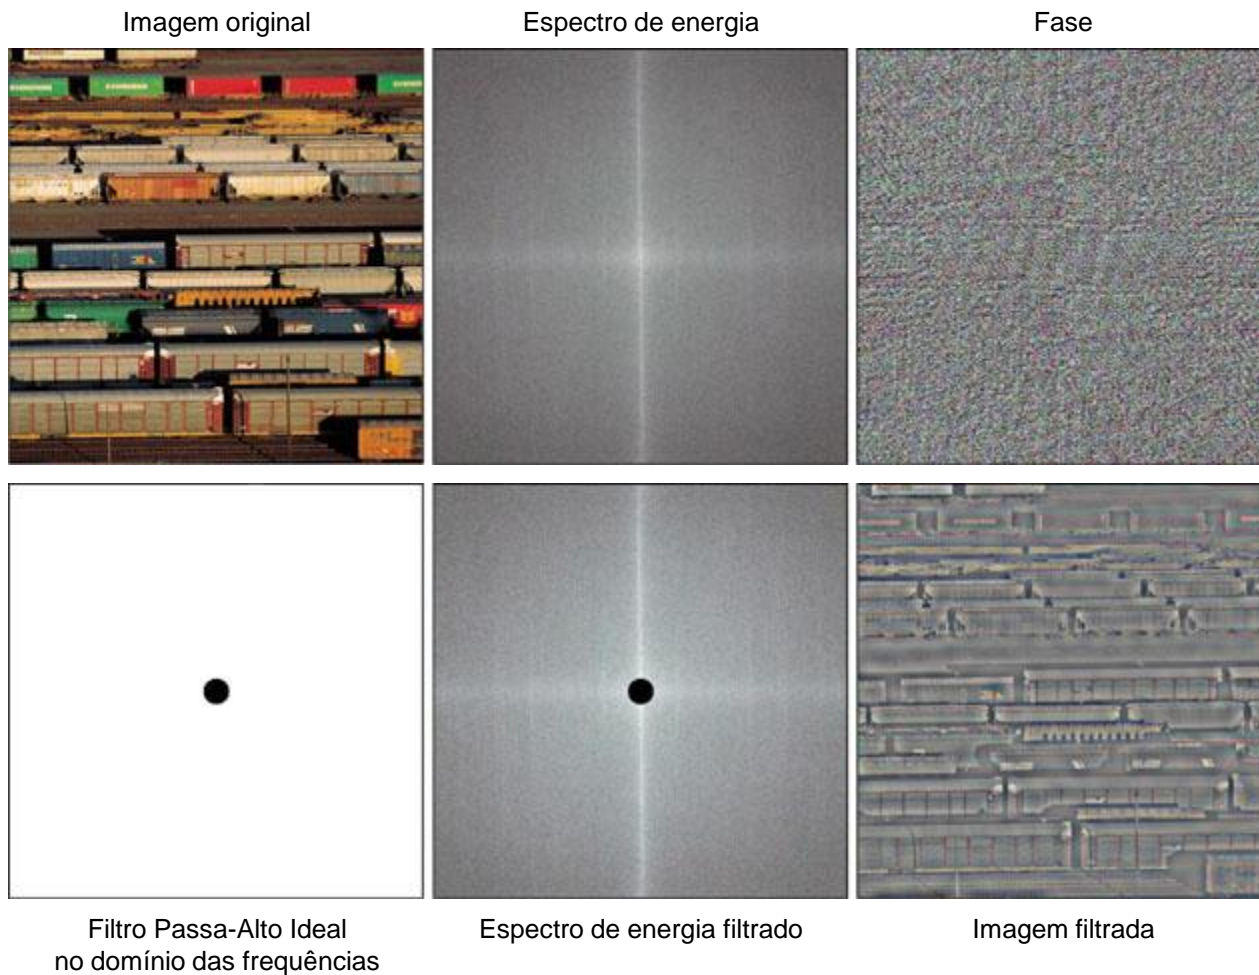 Imagem original
Espectro de energia
Fase
Filtro Passa-Alto Ideal
no domínio das frequências
Espectro de energia filtrado
Imagem filtrada